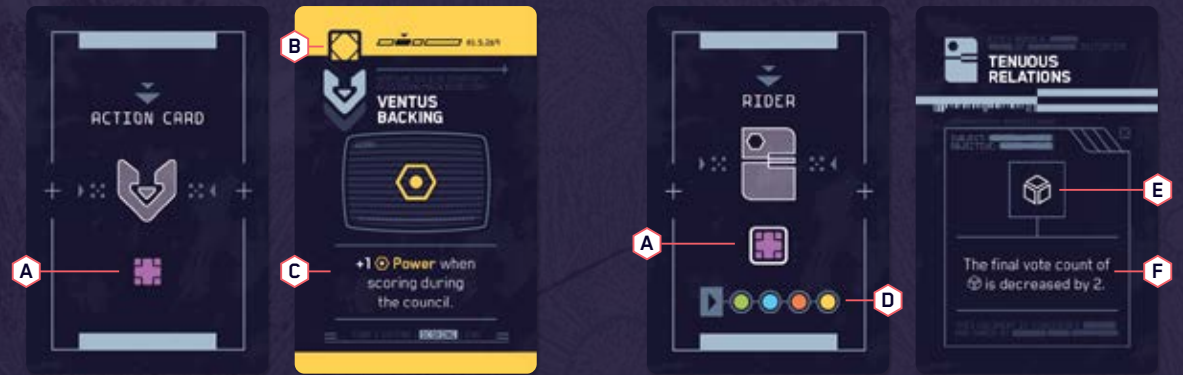 ACTION CARD
A
B
VENTUS
BACKING
C
+1 Power when
scoring during
the council.
SCORING
RIDER
A
D
TENUOUS
RELATIONS
E
The final vote count of
is decreased by 2.
F